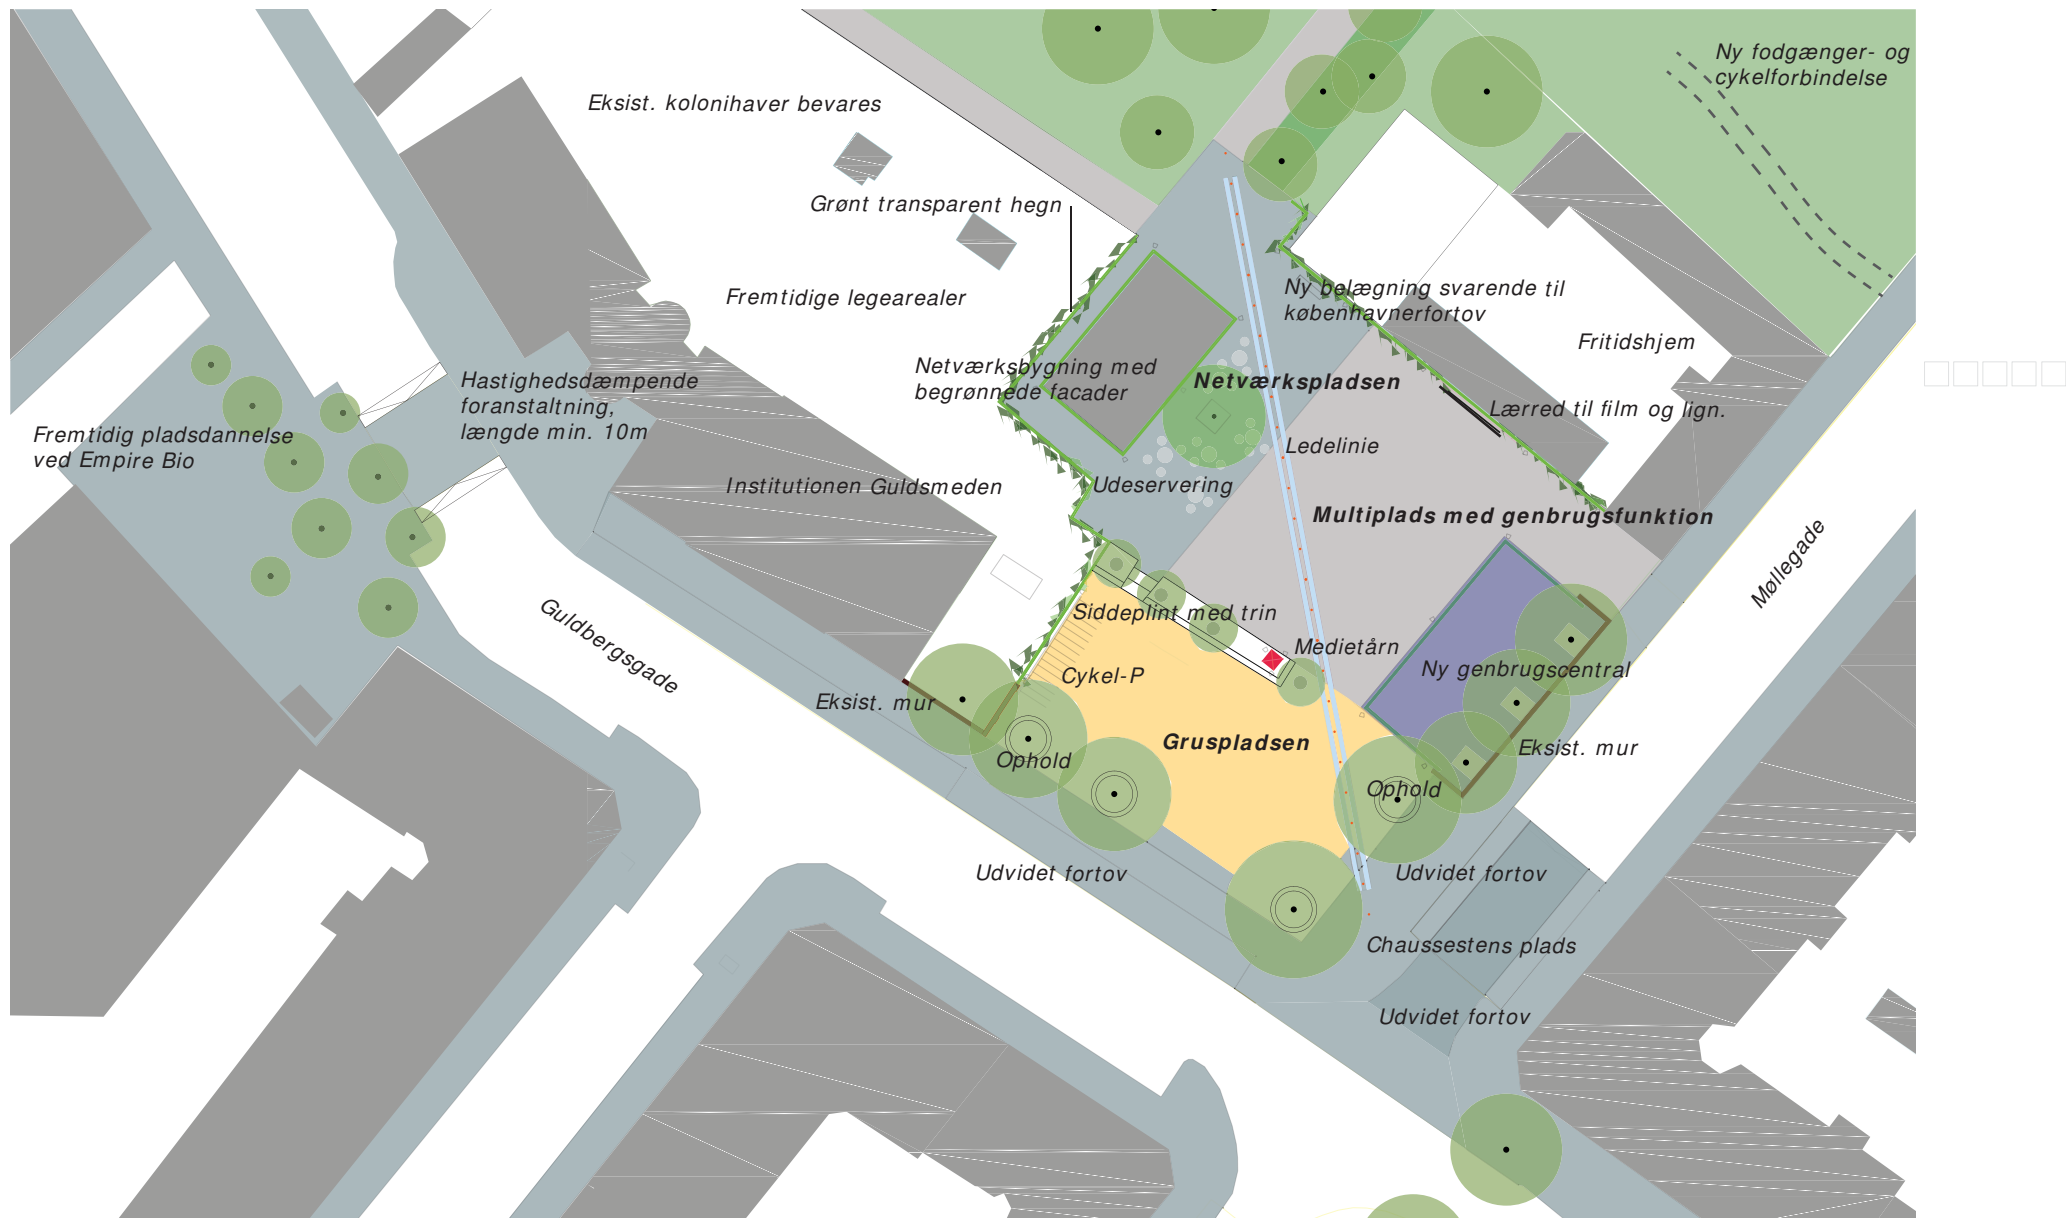 Ny fodgænger- og
cykelforbindelse
Eksist. kolonihaver bevares
Grønt transparent hegn
Fremtidige legearealer
Ny belægning svarende til
københavnerfortov
Fritidshjem
Netværksbygning med
begrønnede facader
Netværkspladsen
Hastighedsdæmpende
foranstaltning,
længde min. 10m
Lærred til film og lign.
Fremtidig pladsdannelse
ved Empire Bio
Ledelinie
Institutionen Guldsmeden
Udeservering
Multiplads med genbrugsfunktion
Møllegade
Guldbergsgade
Siddeplint med trin
Medietårn
Cykel-P
Ny genbrugscentral
Eksist. mur
Gruspladsen
Eksist. mur
Ophold
Ophold
Udvidet fortov
Udvidet fortov
Chaussestens plads
Udvidet fortov